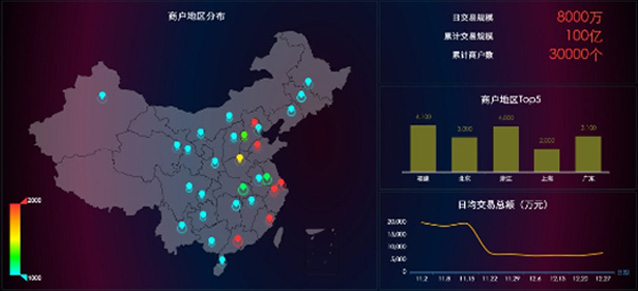 商户地区分布
2000
1000
日交易规模 8000万
累计交易规模 100亿
累计商户数 30000个
商户地区Top5
4,100 3,000 4,000 2,000 3,100
福建 北京 浙江 上海 广东
日均交易总额（万元）
20,000
15,000
10,000
5,000
0
11.2 11.8 11.15 11.22 11.29 12.6 12.13 12.20 12.27 日期